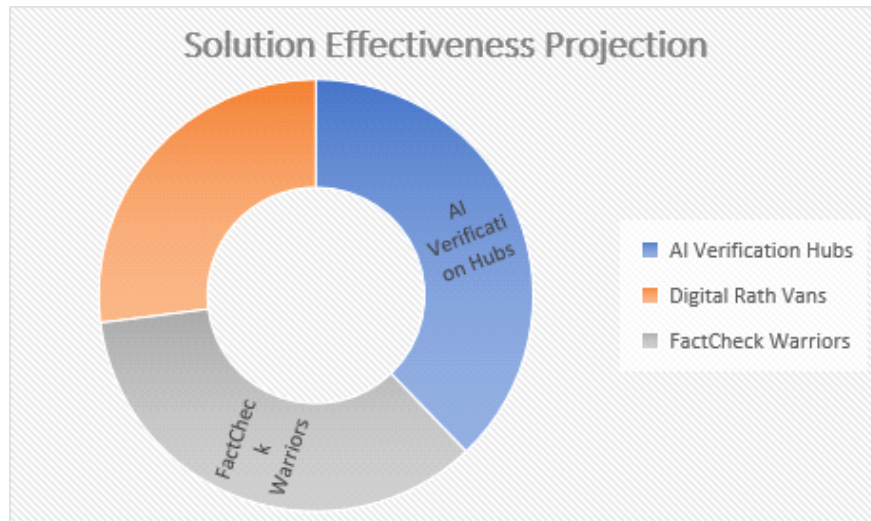 Solution Effectiveness Projection
AI
Verificati
on Hubs
FactChec
k
Warriors
AI Verification Hubs
Digital Rath Vans
FactCheck Warriors